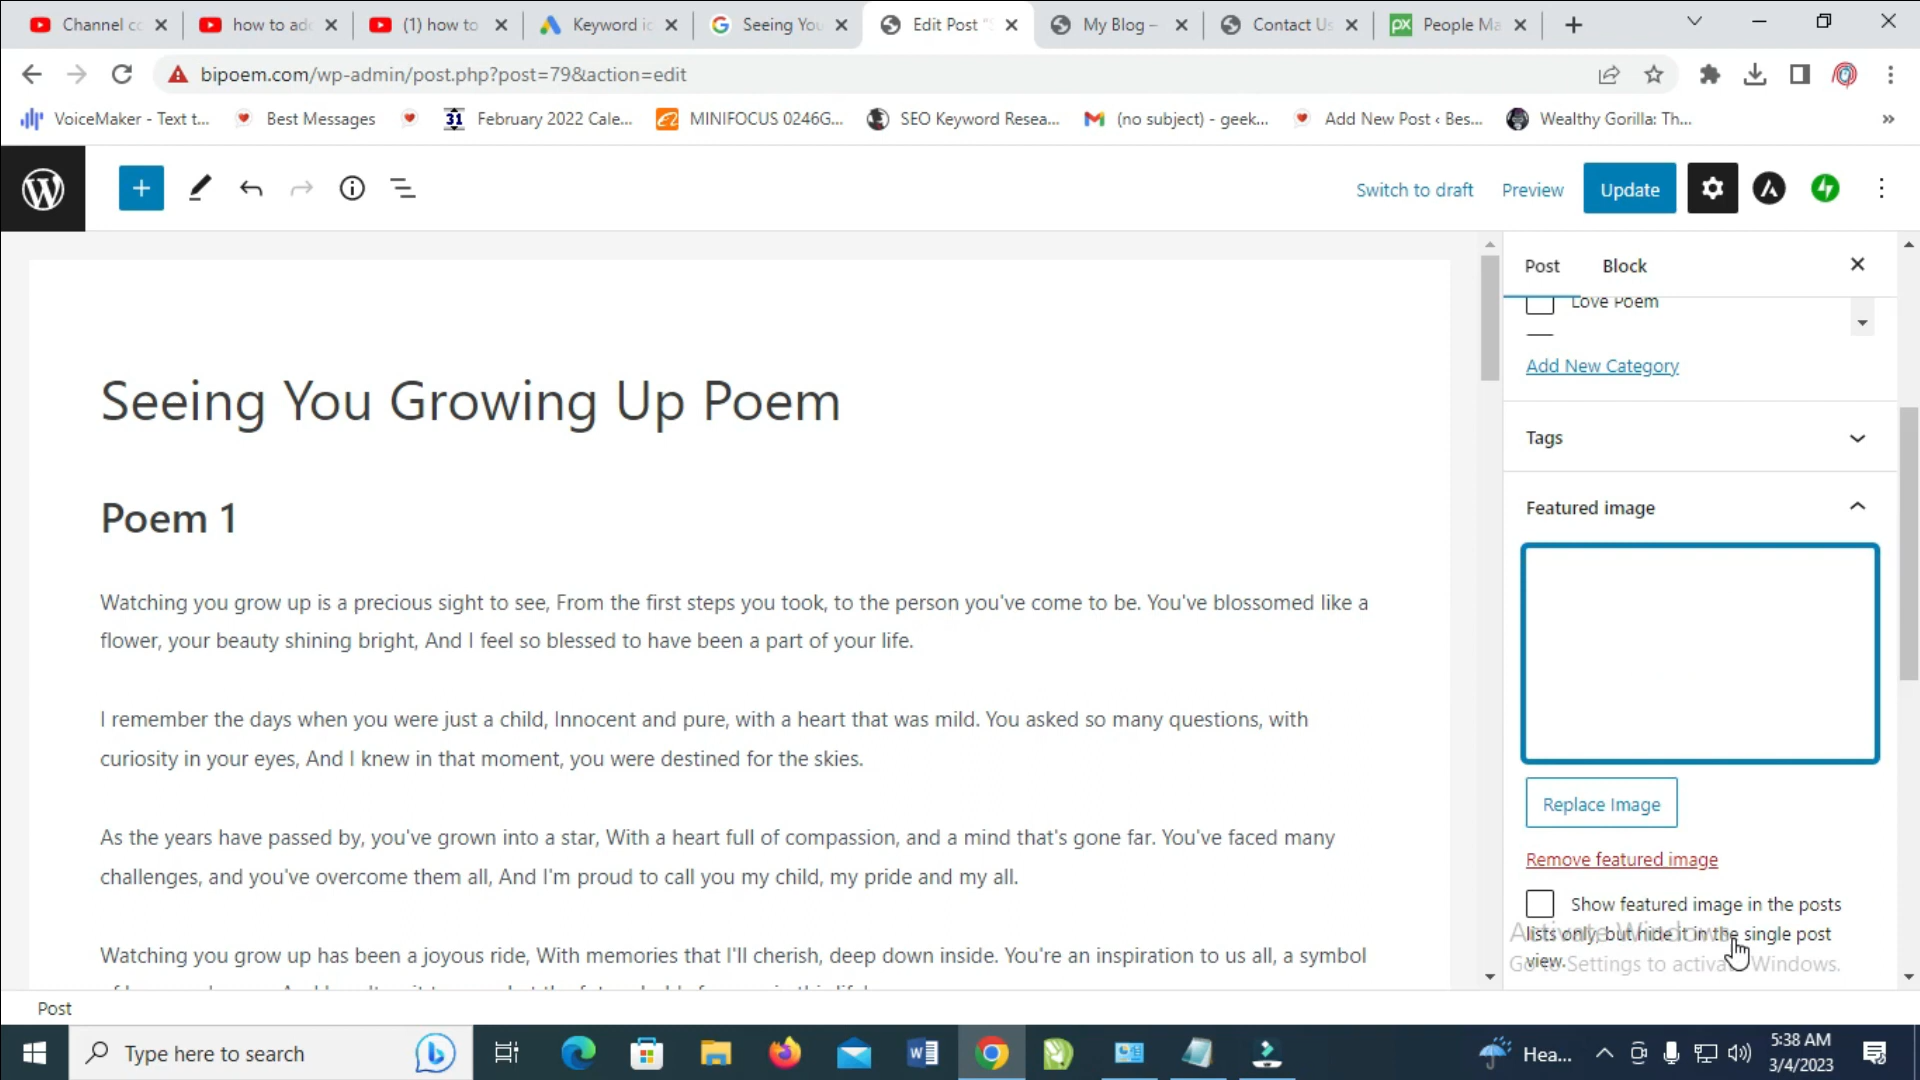 Channel cc
how to add
(1) how to
Keyword ic
Seeing You
Edit Post "S
My Blog –
Contact Us
People Ma
bipoem.com/wp-admin/post.php?post=79&action=edit
VoiceMaker - Text t...
Best Messages
31
February 2022 Cale...
MINIFOCUS 0246G...
SEO Keyword Resea...
(no subject) - geek...
Add New Post ‹ Bes...
Wealthy Gorilla: Th...
Switch to draft
Preview
Update
Post
Block
Love Poem
Add New Category
Tags
Featured image
Replace Image
Remove featured image
Show featured image in the posts
lists only, but hide it in the single post
view.
Activate Windows
Go to Settings to activate Windows.
Seeing You Growing Up Poem
Poem 1
Watching you grow up is a precious sight to see, From the first steps you took, to the person you've come to be. You've blossomed like a
flower, your beauty shining bright, And I feel so blessed to have been a part of your life.
I remember the days when you were just a child, Innocent and pure, with a heart that was mild. You asked so many questions, with
curiosity in your eyes, And I knew in that moment, you were destined for the skies.
As the years have passed by, you've grown into a star, With a heart full of compassion, and a mind that's gone far. You've faced many
challenges, and you've overcome them all, And I'm proud to call you my child, my pride and my all.
Watching you grow up has been a joyous ride, With memories that I'll cherish, deep down inside. You're an inspiration to us all, a symbol
Post
Type here to search
Hea...
5:38 AM
3/4/2023